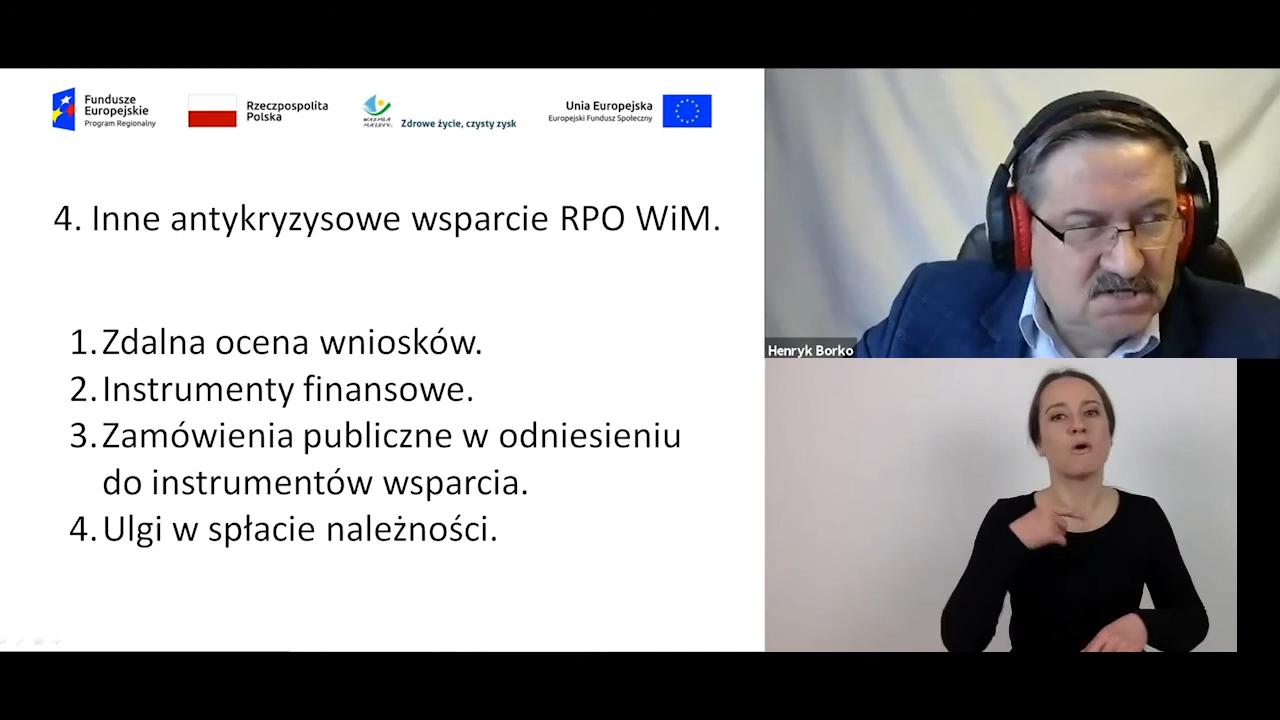 Fundusze
Europejskie
Program Regionalny
Rzeczpospolita
Polska
Zdrowe życie, czysty zysk
Unia Europejska
Europejski Fundusz Społeczny
4. Inne antykryzysowe wsparcie RPO WiM.
1. Zdalna ocena wniosków.
2. Instrumenty finansowe.
3. Zamówienia publiczne w odniesieniu
do instrumentów wsparcia.
4. Ulgi w spłacie należności.
Henryk Borko